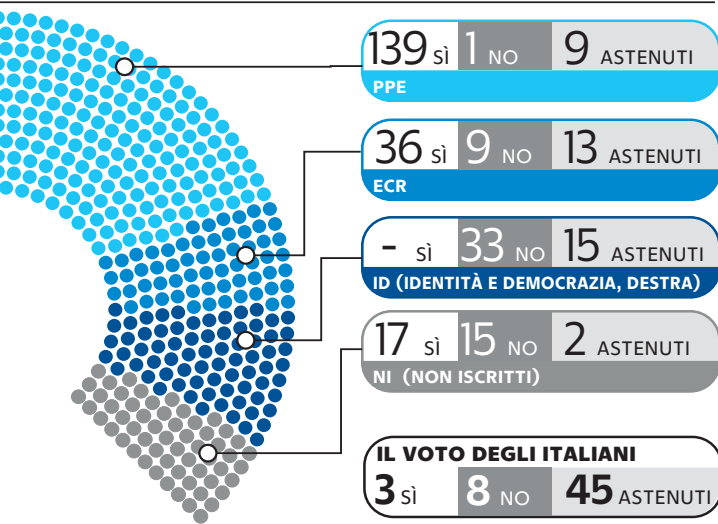 139 SÌ 1 NO 9 ASTENUTI
PPE
36 SÌ 9 NO 13 ASTENUTI
ECR
- SÌ 33 NO 15 ASTENUTI
ID (IDENTITÀ E DEMOCRAZIA, DESTRA)
17 SÌ 15 NO 2 ASTENUTI
NI (NON ISCRITTI)
IL VOTO DEGLI ITALIANI
3 SÌ 8 NO 45 ASTENUTI